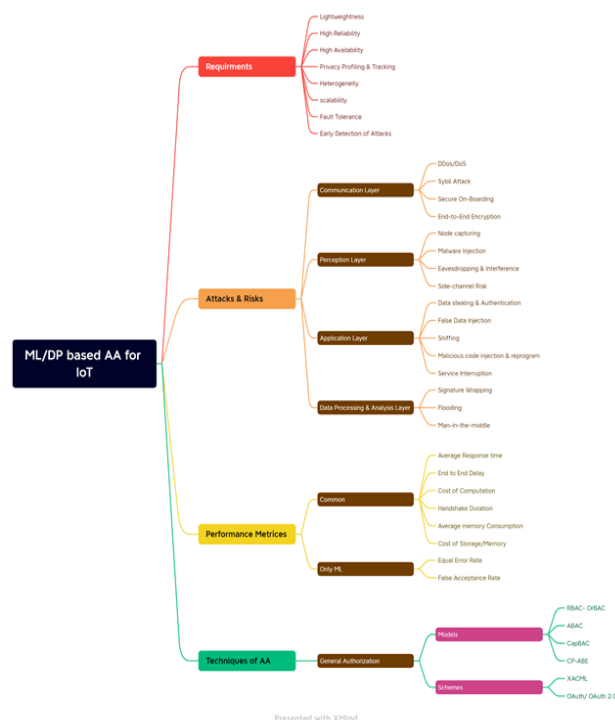 Lightweightness
High Reliability
High Availability
Requirments
Privacy Profiling & Tracking
Heterogeneity
scalability
Fault Tolerance
Early Detection of Attacks
DDos/DoS
Communication Layer
Sybil Attack
Secure On-Boarding
End-to-End Encryption
Node capturing
Perception Layer
Malware Injection
Eavesdropping & Interference
Side-channel Risk
Attacks & Risks
Data stealing & Authentication
False Data Injection
Application Layer
Sniffing
Malicious code injection & reprogram
Service Interruption
ML/DP based AA for
IoT
Signature Wrapping
Data Processing & Analysis Layer
Flooding
Man-in-the-middle
Average Response time
End to End Delay
Common
Cost of Computation
Handshake Duration
Performance Metrices
Average memory Consumption
Cost of Storage/Memory
Only ML
Equal Error Rate
False Acceptance Rate
RBAC- OrBAC
Models
ABAC
CapBAC
Techniques of AA
General Authorization
CP-ABE
XACML
Schemes
OAuth/ OAuth 2.0
Presented with XMind